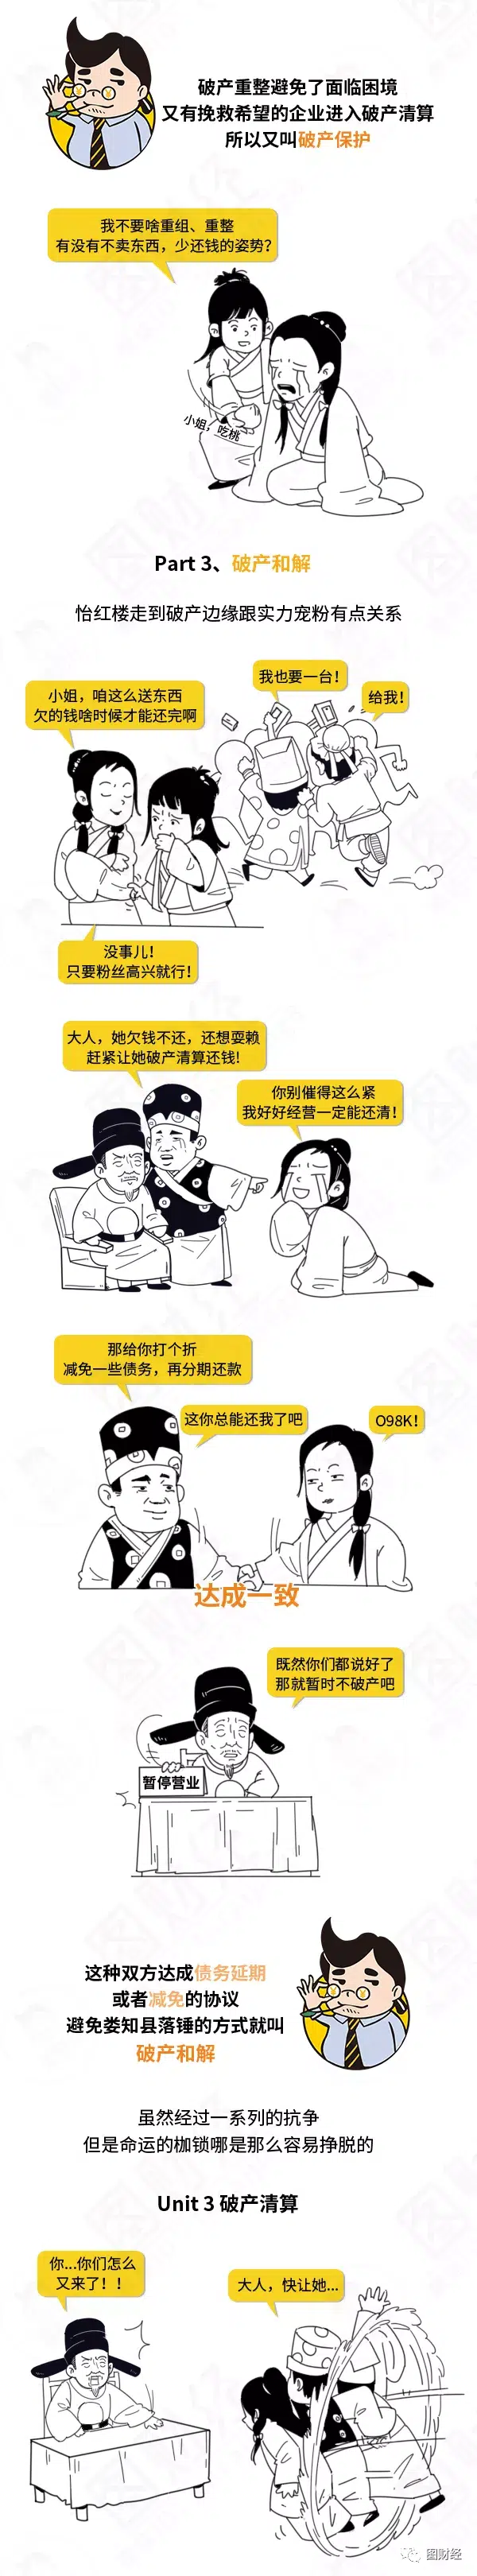 破产重整避免了面临困境
又有挽救希望的企业进入破产清算
所以又叫破产保护
我不要啥重组、重整
有没有不卖东西，少还钱的姿势？
小姐，吃桃
Part 3、破产和解
怡红楼走到破产边缘跟实力宠粉有点关系
我也要一台！
给我！
小姐，咱这么送东西
欠的钱啥时候才能还完啊
没事儿！
只要粉丝高兴就行！
大人，她欠钱不还，还想耍赖
赶紧让她破产清算还钱！
你别催得这么紧
我好好经营一定能还清！
那给你打个折
减免一些债务，再分期还款
这你总能还我了吧
O98K！
达成一致
既然你们都说好了
那就暂时不破产吧
暂停营业
这种双方达成债务延期
或者减免的协议
避免娄知县落锤的方式就叫
破产和解
虽然经过一系列的抗争
但是命运的枷锁哪是那么容易挣脱的
Unit 3 破产清算
你...你们怎么
又来了！！
大人，快让她...
图财经